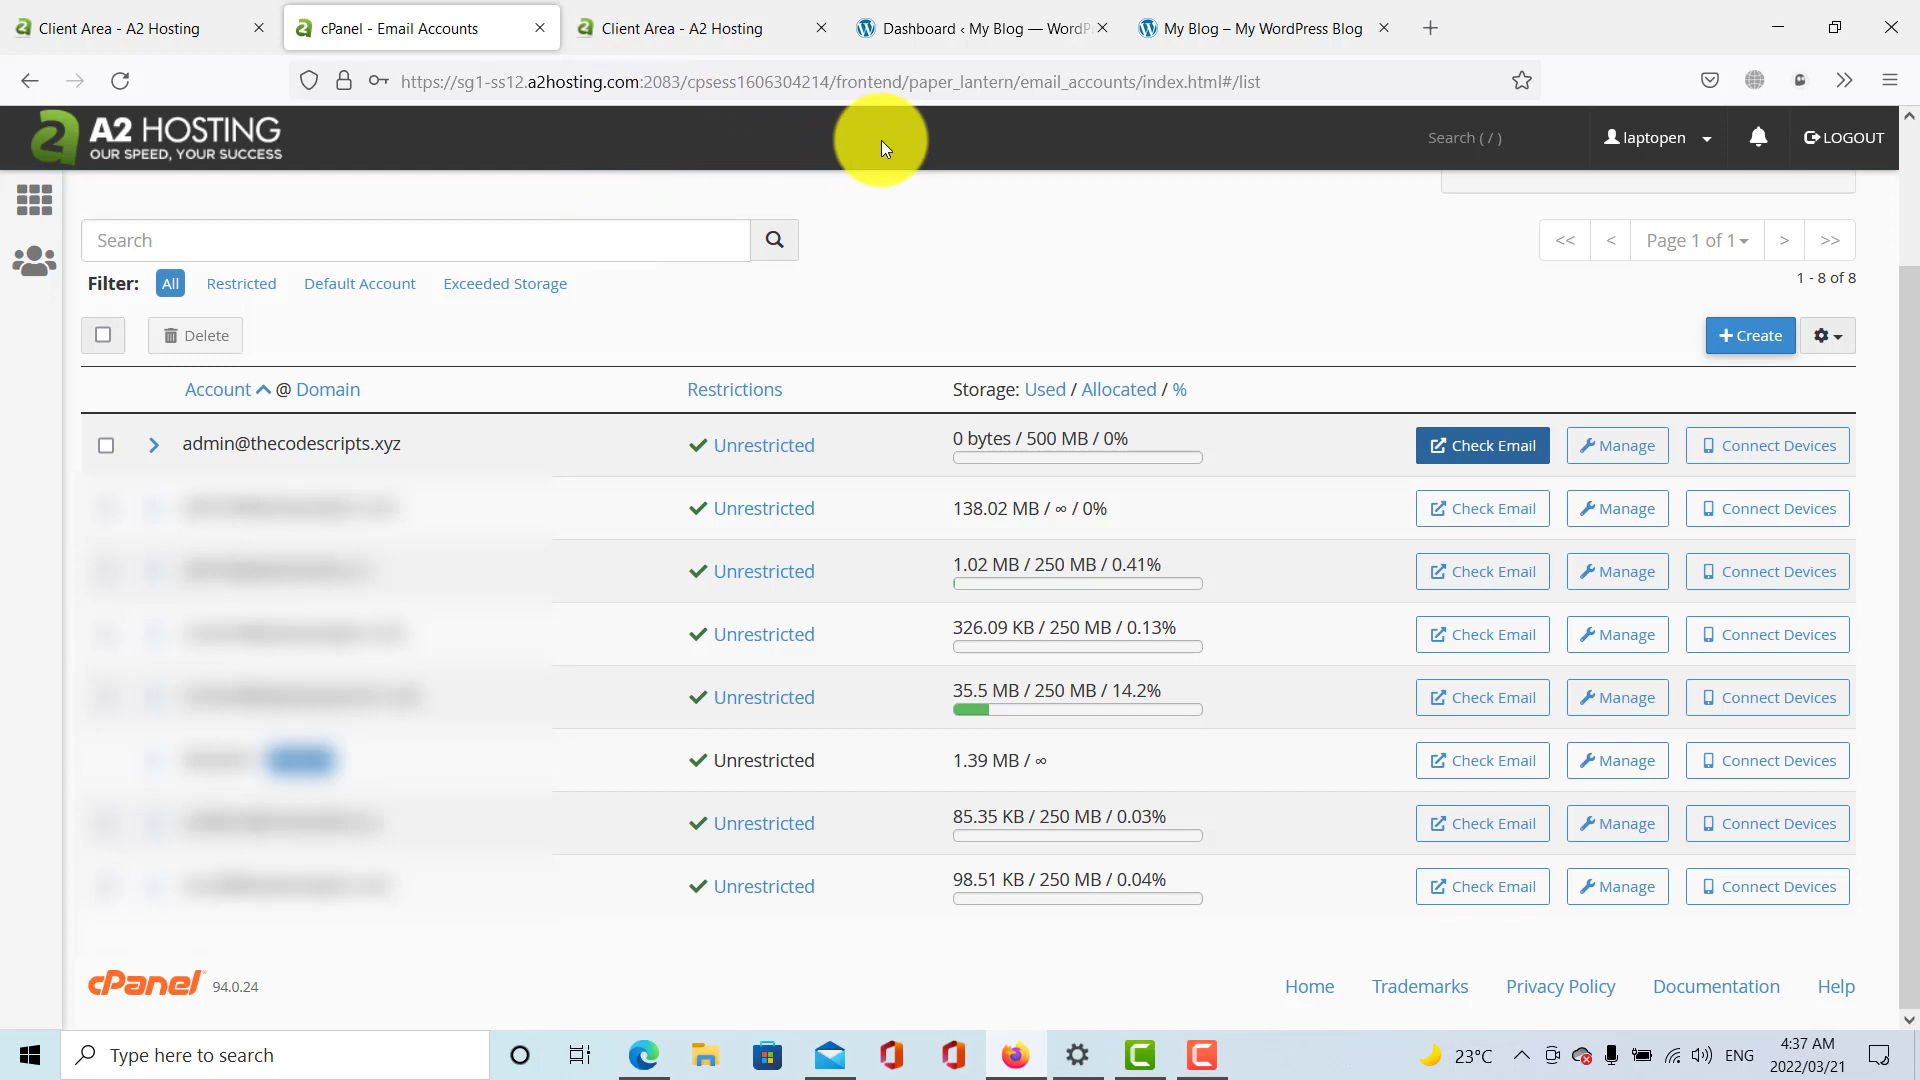 Client Area - A2 Hosting
cPanel - Email Accounts
Client Area - A2 Hosting
Dashboard ‹ My Blog — WordP
My Blog – My WordPress Blog
https://sg1-ss12.a2hosting.com:2083/cpsess1606304214/frontend/paper_lantern/email_accounts/index.html#/list
A2 HOSTING
OUR SPEED, YOUR SUCCESS
Search ( / )
laptopen
LOGOUT
Search
<< < Page 1 of 1 > >>
Filter: All Restricted Default Account Exceeded Storage
1 - 8 of 8
Delete
+ Create
Account @ Domain Restrictions Storage: Used / Allocated / %
admin@thecodescripts.xyz Unrestricted 0 bytes / 500 MB / 0% Check Email Manage Connect Devices
Unrestricted 138.02 MB / ∞ / 0% Check Email Manage Connect Devices
Unrestricted 1.02 MB / 250 MB / 0.41% Check Email Manage Connect Devices
Unrestricted 326.09 KB / 250 MB / 0.13% Check Email Manage Connect Devices
Unrestricted 35.5 MB / 250 MB / 14.2% Check Email Manage Connect Devices
Unrestricted 1.39 MB / ∞ Check Email Manage Connect Devices
Unrestricted 85.35 KB / 250 MB / 0.03% Check Email Manage Connect Devices
Unrestricted 98.51 KB / 250 MB / 0.04% Check Email Manage Connect Devices
cPanel 94.0.24
Home Trademarks Privacy Policy Documentation Help
Type here to search
23°C
ENG
4:37 AM
2022/03/21